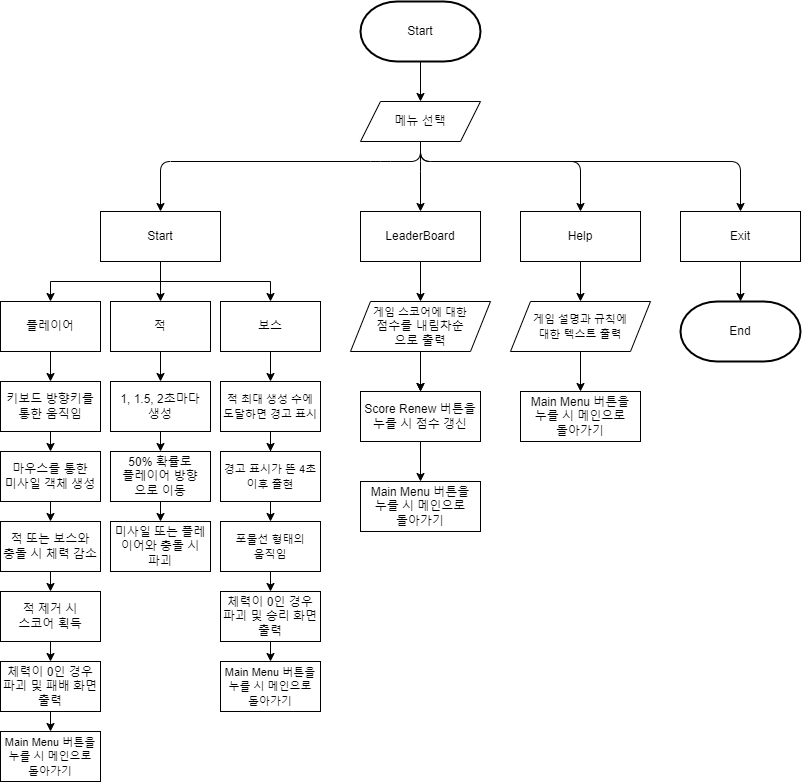 Start
메뉴 선택
Start
LeaderBoard
Help
Exit
플레이어
적
보스
게임 스코어에 대한
점수를 내림차순
으로 출력
게임 설명과 규칙에
대한 텍스트 출력
End
키보드 방향키를
통한 움직임
1, 1.5, 2초마다
생성
적 최대 생성 수에
도달하면 경고 표시
Score Renew 버튼을
누를 시 점수 갱신
Main Menu 버튼을
누를 시 메인으로
돌아가기
마우스를 통한
미사일 객체 생성
50% 확률로
플레이어 방향
으로 이동
경고 표시가 뜬 4초
이후 출현
Main Menu 버튼을
누를 시 메인으로
돌아가기
적 또는 보스와
충돌 시 체력 감소
미사일 또는 플레
이어와 충돌 시
파괴
포물선 형태의
움직임
적 제거 시
스코어 획득
체력이 0인 경우
파괴 및 승리 화면
출력
체력이 0인 경우
파괴 및 패배 화면
출력
Main Menu 버튼을
누를 시 메인으로
돌아가기
Main Menu 버튼을
누를 시 메인으로
돌아가기